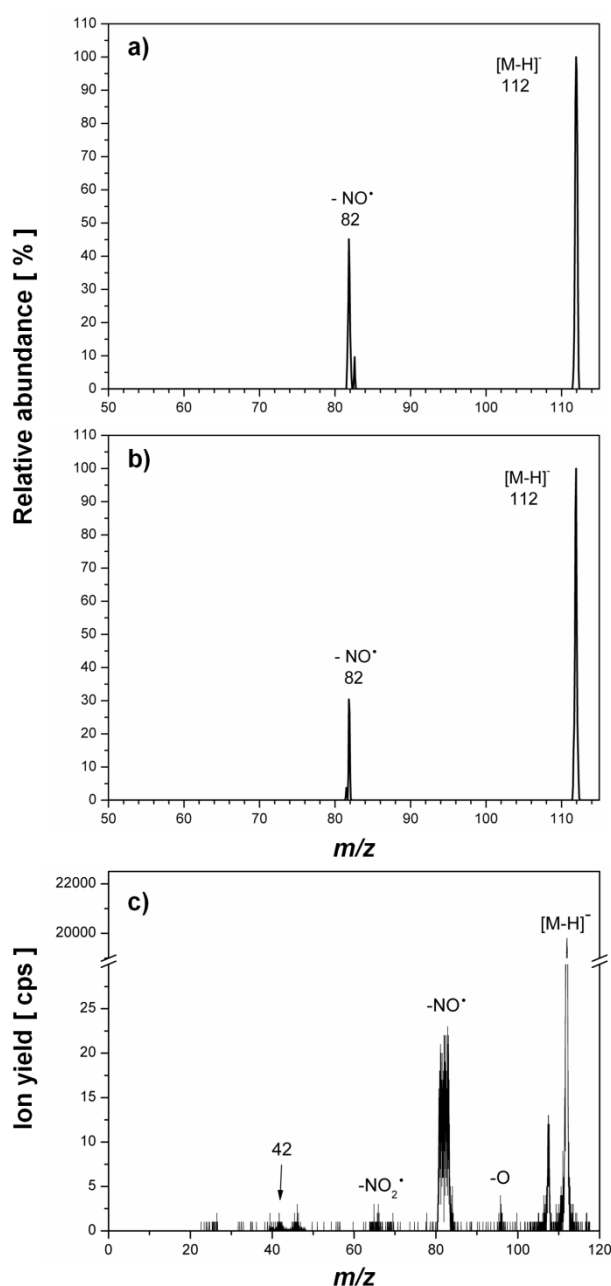 Relative abundance [ % ]
a)
110
100
90
80
70
60
50
40
30
20
10
0
[M-H]-
112
- NO•
82
50 60 70 80 90 100 110
b)
110
100
90
80
70
60
50
40
30
20
10
0
[M-H]-
112
- NO•
82
50 60 70 80 90 100 110
m/z
Ion yield [ cps ]
c)
22000
20000
25
20
15
10
5
0
[M-H]-
-NO•
42
-NO2•
-O
0 20 40 60 80 100 120
m/z